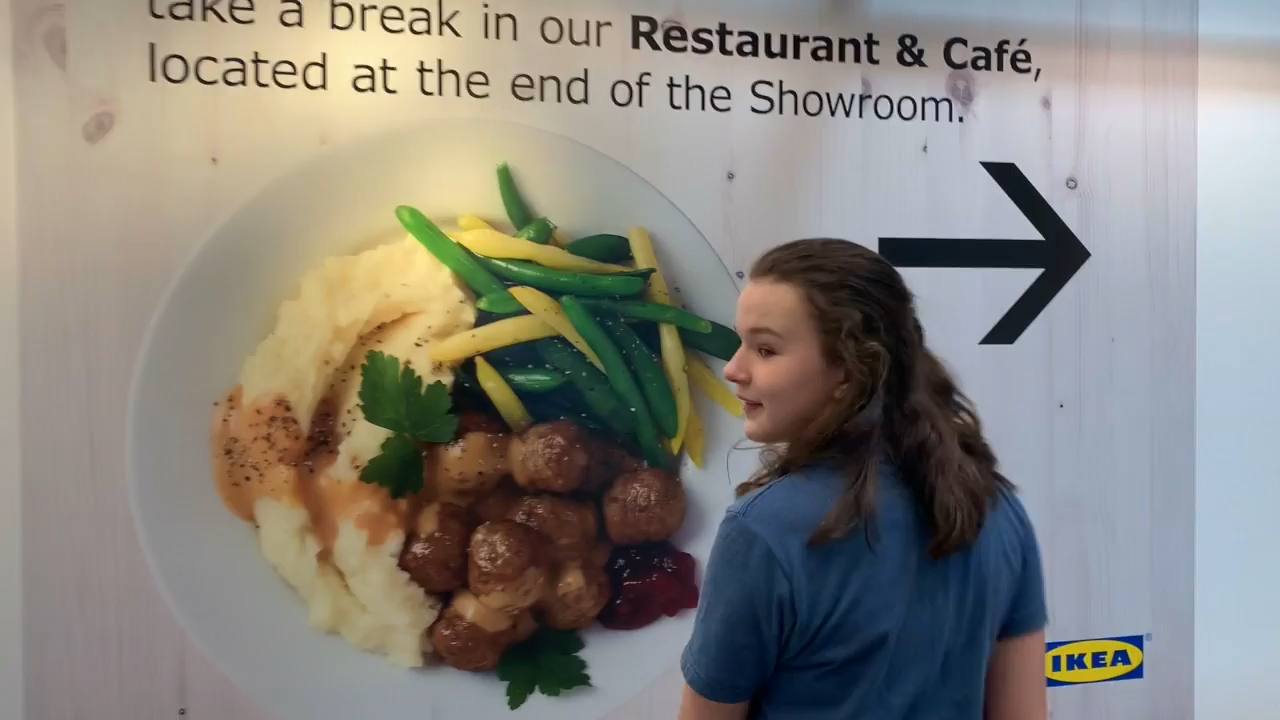 take a break in our Restaurant & Café,
located at the end of the Showroom.
IKEA